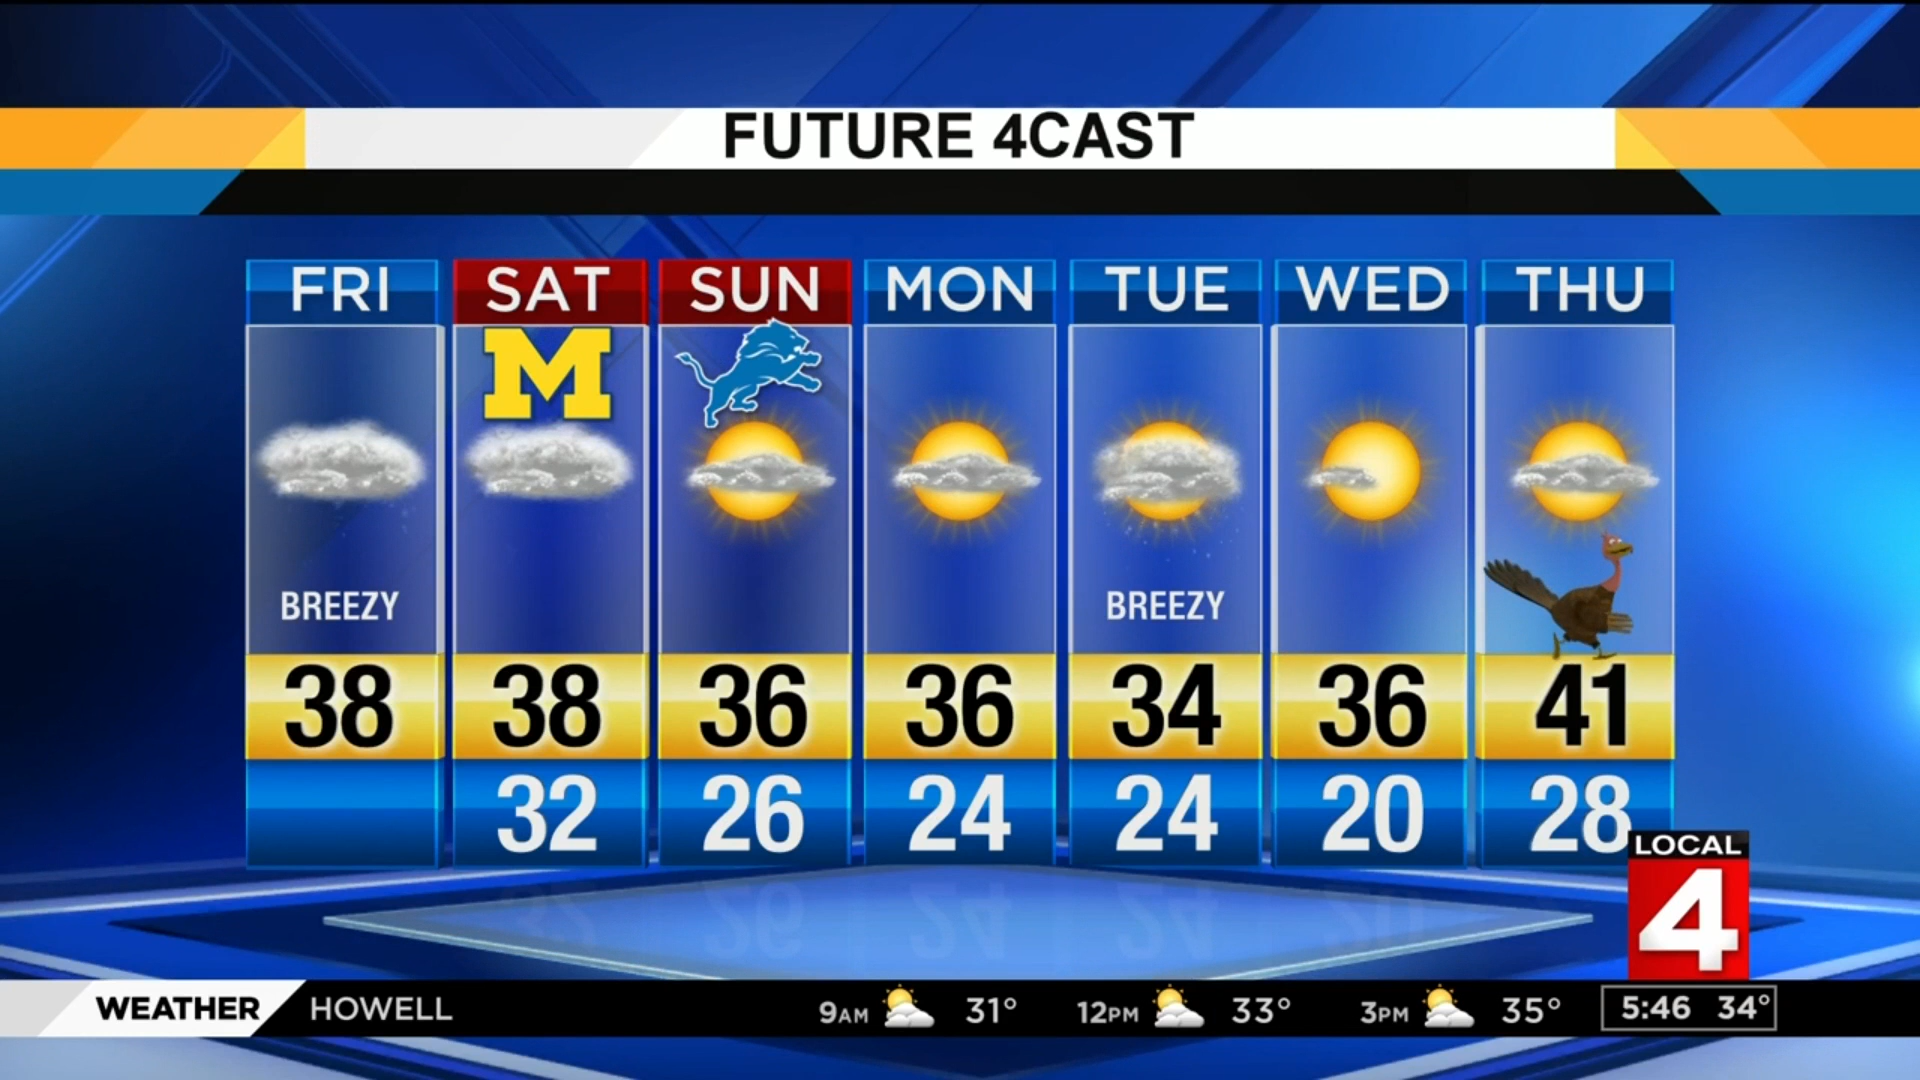 FUTURE 4CAST
FRI SAT SUN MON TUE WED THU
M
BREEZY BREEZY
38 38 36 36 34 36 41
32 26 24 24 20 28
LOCAL
4
WEATHER HOWELL 9AM 31° 12PM 33° 3PM 35° 5:46 34°